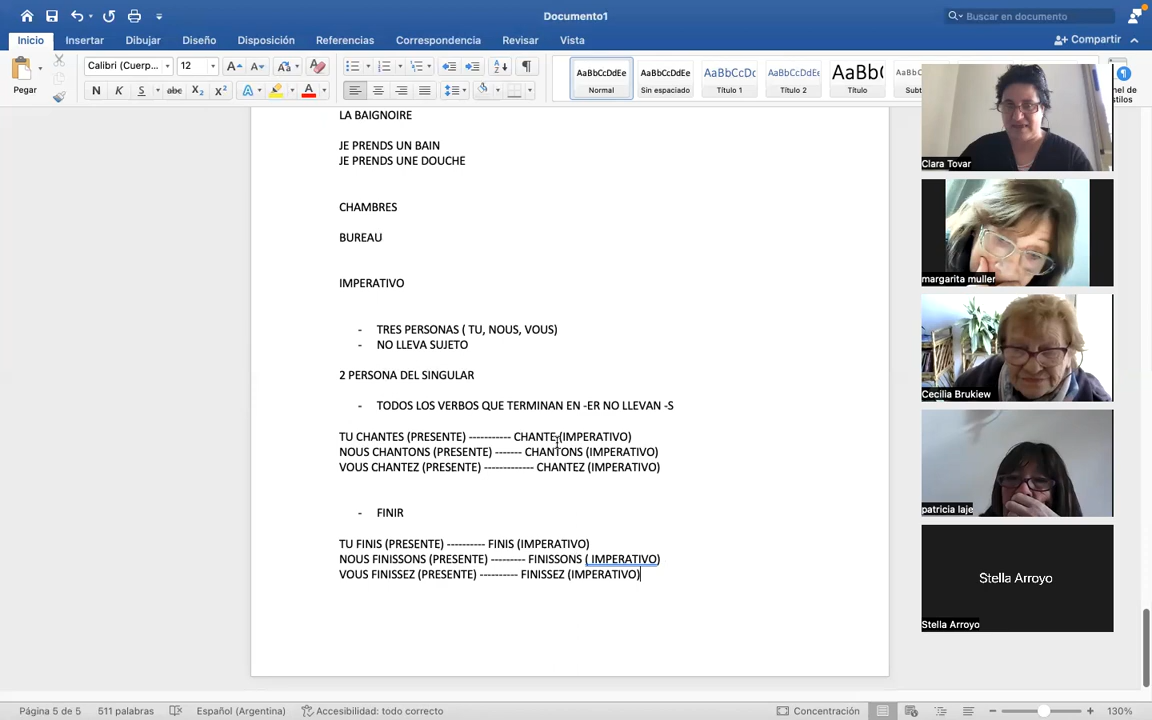 Documento1
Buscar en documento
Inicio Insertar Dibujar Diseño Disposición Referencias Correspondencia Revisar Vista
Compartir
Pegar
Calibri (Cuerp... 12
N K S abc X₂ X²
AaBbCcDdEe Normal
AaBbCcDdEe Sin espaciado
AaBbCcDc Título 1
AaBbCcDdEe Título 2
AaBb( Título
Clara Tovar
margarita muller
Cecilia Brukiew
patricia laje
Stella Arroyo
Stella Arroyo
LA BAIGNOIRE
JE PRENDS UN BAIN
JE PRENDS UNE DOUCHE
CHAMBRES
BUREAU
IMPERATIVO
- TRES PERSONAS ( TU, NOUS, VOUS)
- NO LLEVA SUJETO
2 PERSONA DEL SINGULAR
- TODOS LOS VERBOS QUE TERMINAN EN -ER NO LLEVAN -S
TU CHANTES (PRESENTE) ----------- CHANTE (IMPERATIVO)
NOUS CHANTONS (PRESENTE) ------- CHANTONS (IMPERATIVO)
VOUS CHANTEZ (PRESENTE) ------------- CHANTEZ (IMPERATIVO)
- FINIR
TU FINIS (PRESENTE) ---------- FINIS (IMPERATIVO)
NOUS FINISSONS (PRESENTE) --------- FINISSONS ( IMPERATIVO)
VOUS FINISSEZ (PRESENTE) ---------- FINISSEZ (IMPERATIVO)
Página 5 de 5 511 palabras Español (Argentina) Accesibilidad: todo correcto Concentración 130%